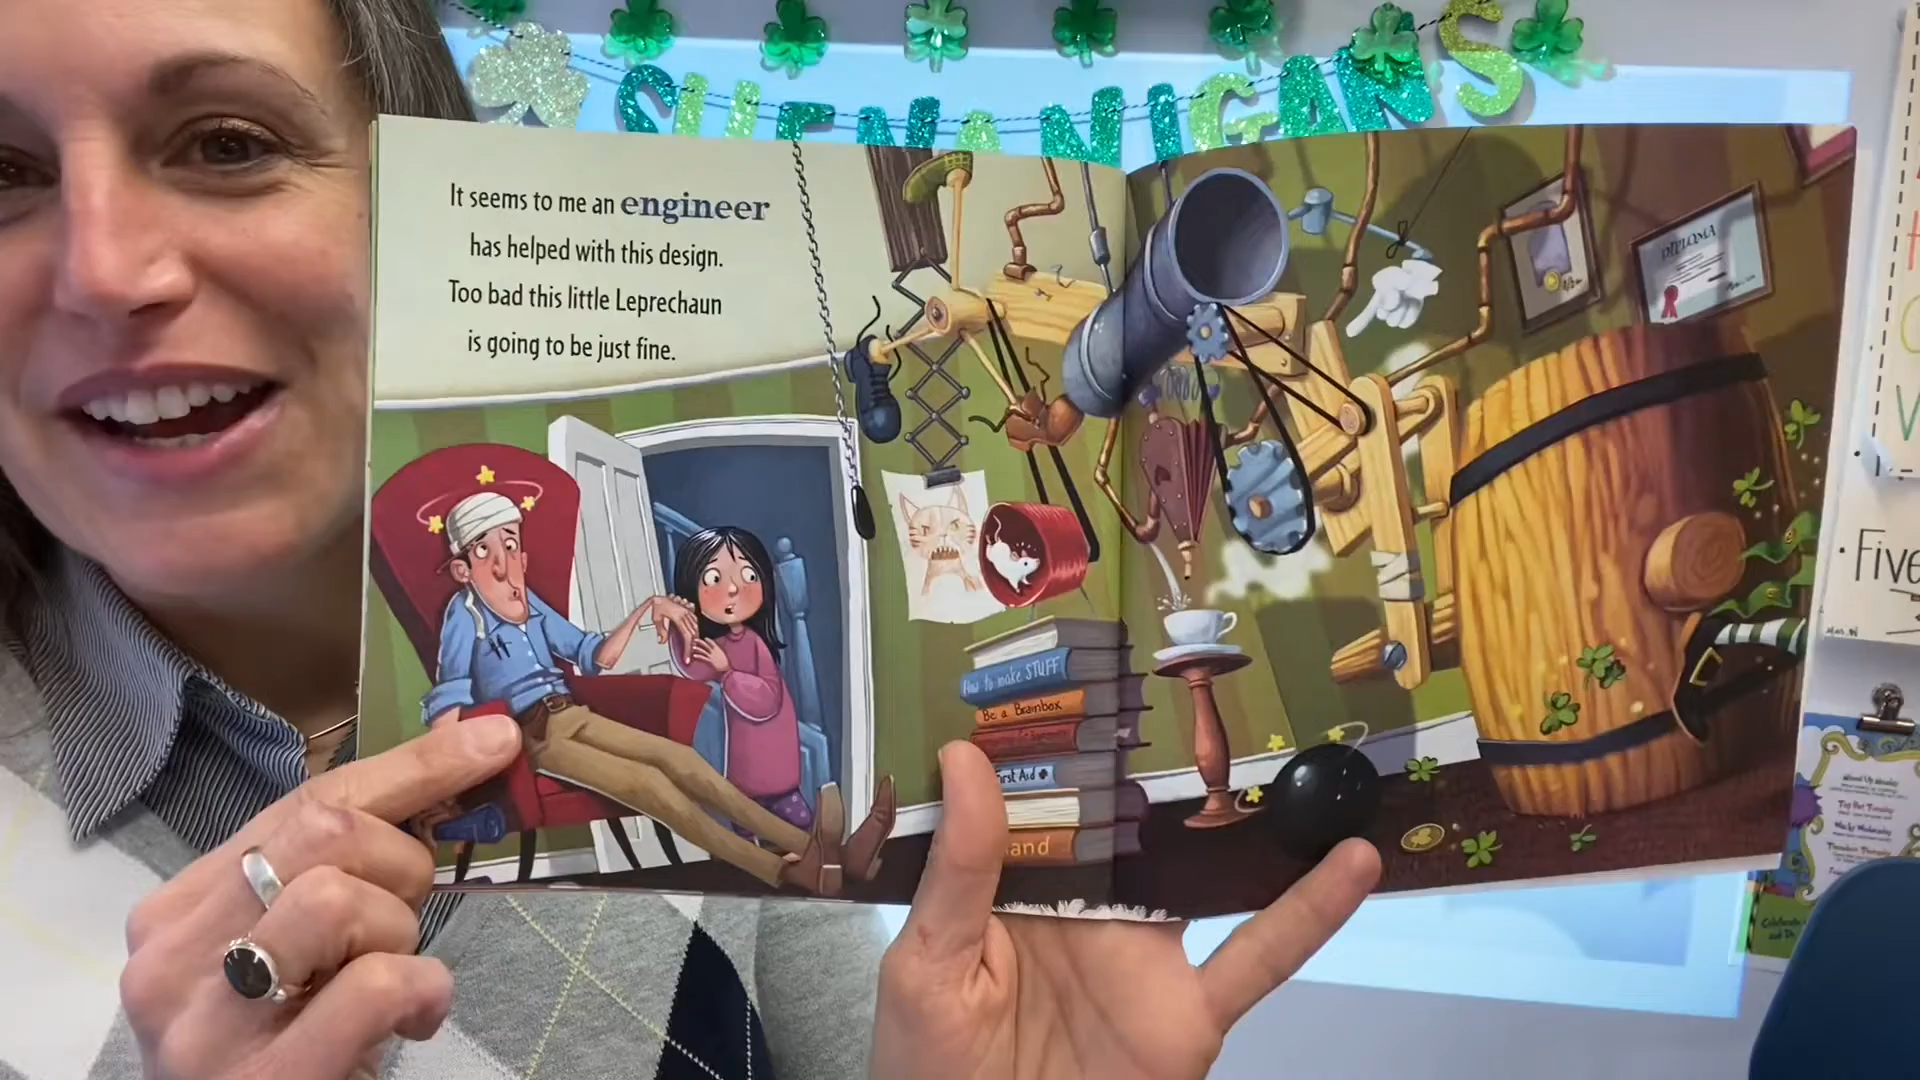 SHENANIGANS
It seems to me an engineer
has helped with this design.
Too bad this little Leprechaun
is going to be just fine.
DIPLOMA
How to make STUFF
Be a Brainbox
First Aid
and
Five